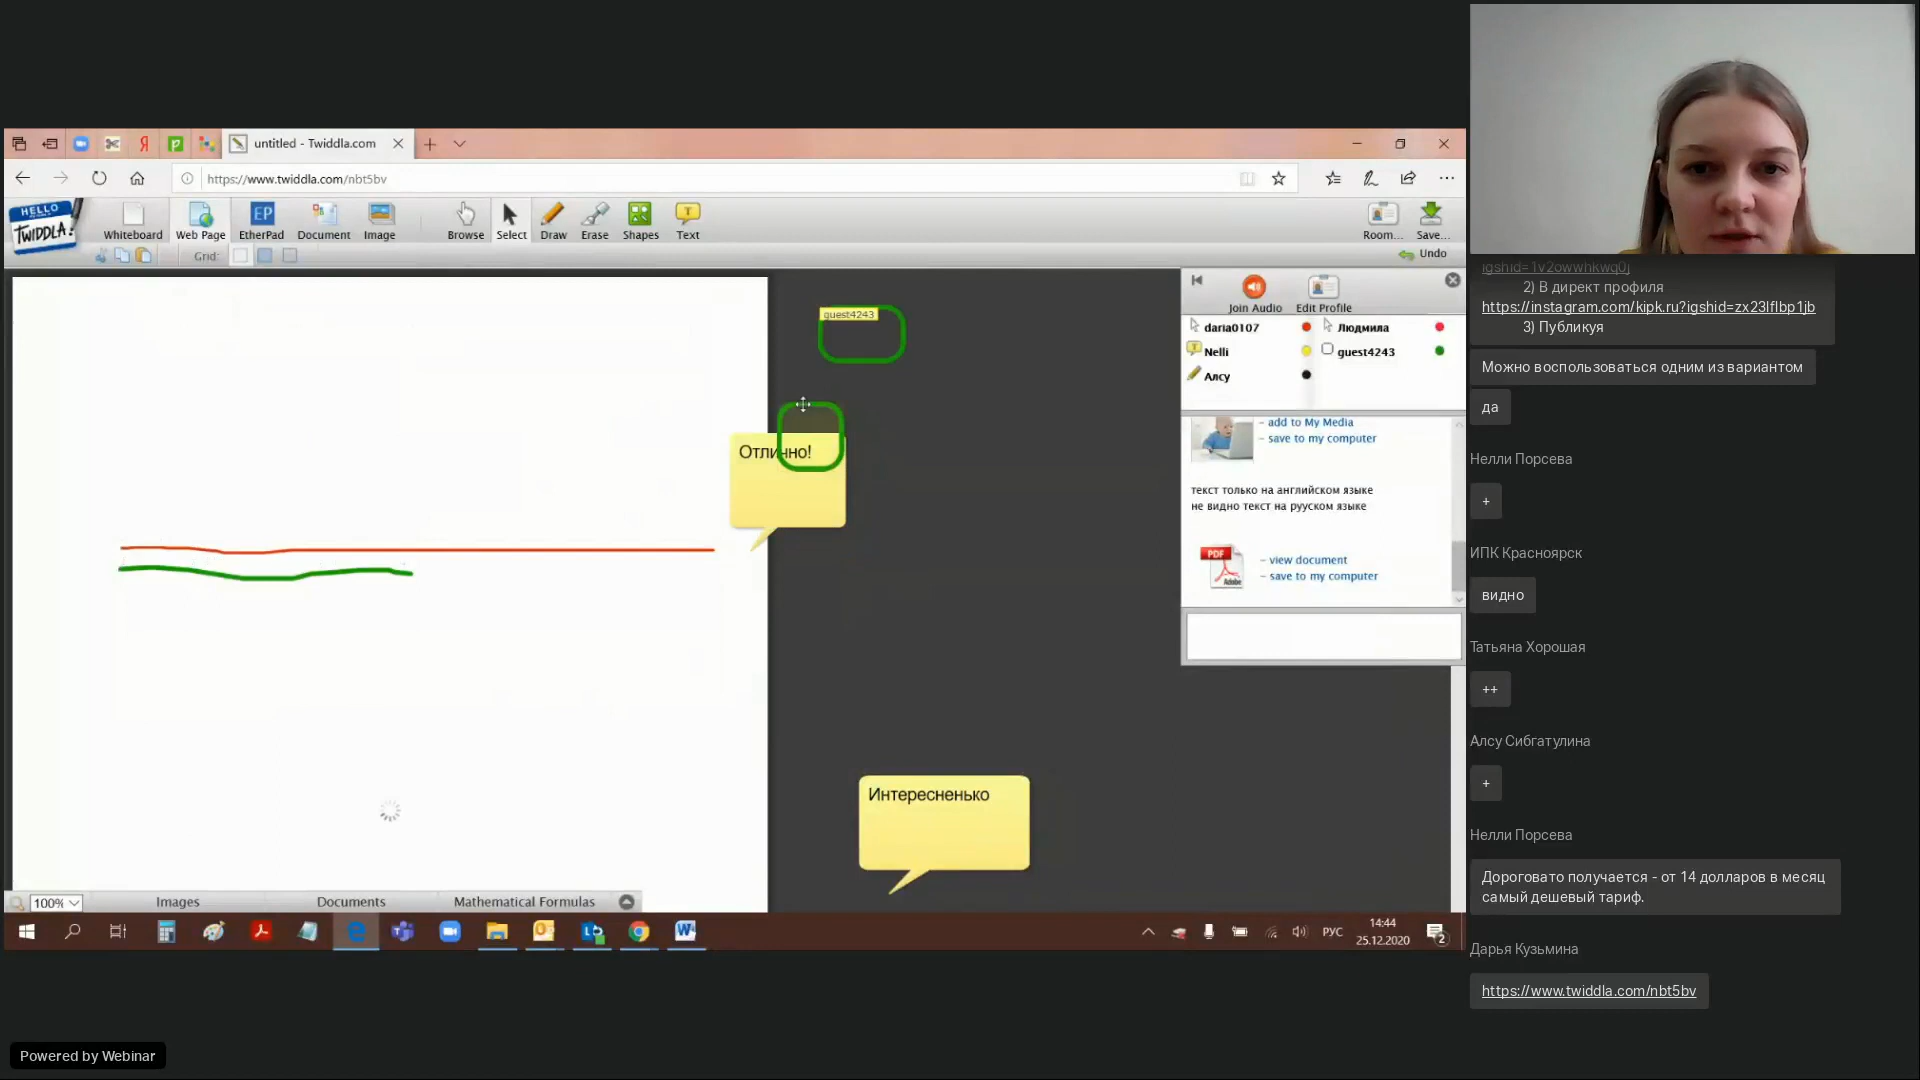 untitled - Twiddla.com
https://www.twiddla.com/nbt5bv
HELLO
TWIDDLA!
Whiteboard
Web Page
EP
EtherPad
Document
Image
Browse
Select
Draw
Erase
Shapes
Text
Room...
Save...
Grid:
Undo
guest4243
Отлично!
Интересненько
Join Audio
Edit Profile
daria0107
Людмила
Nelli
guest4243
Алсу
– add to My Media
– save to my computer
текст только на английском языке
не видно текст на рууском языке
PDF
Adobe
– view document
– save to my computer
100%
Images
Documents
Mathematical Formulas
РУС
14:44
25.12.2020
2
igshid=1v2owwhkwq0j
2) В директ профиля
https://instagram.com/kipk.ru?igshid=zx23lflbp1jb
3) Публикуя
Можно воспользоваться одним из вариантом
да
Нелли Порсева
+
ИПК Красноярск
видно
Татьяна Хорошая
++
Алсу Сибгатулина
+
Нелли Порсева
Дороговато получается - от 14 долларов в месяц
самый дешевый тариф.
Дарья Кузьмина
https://www.twiddla.com/nbt5bv
Powered by Webinar